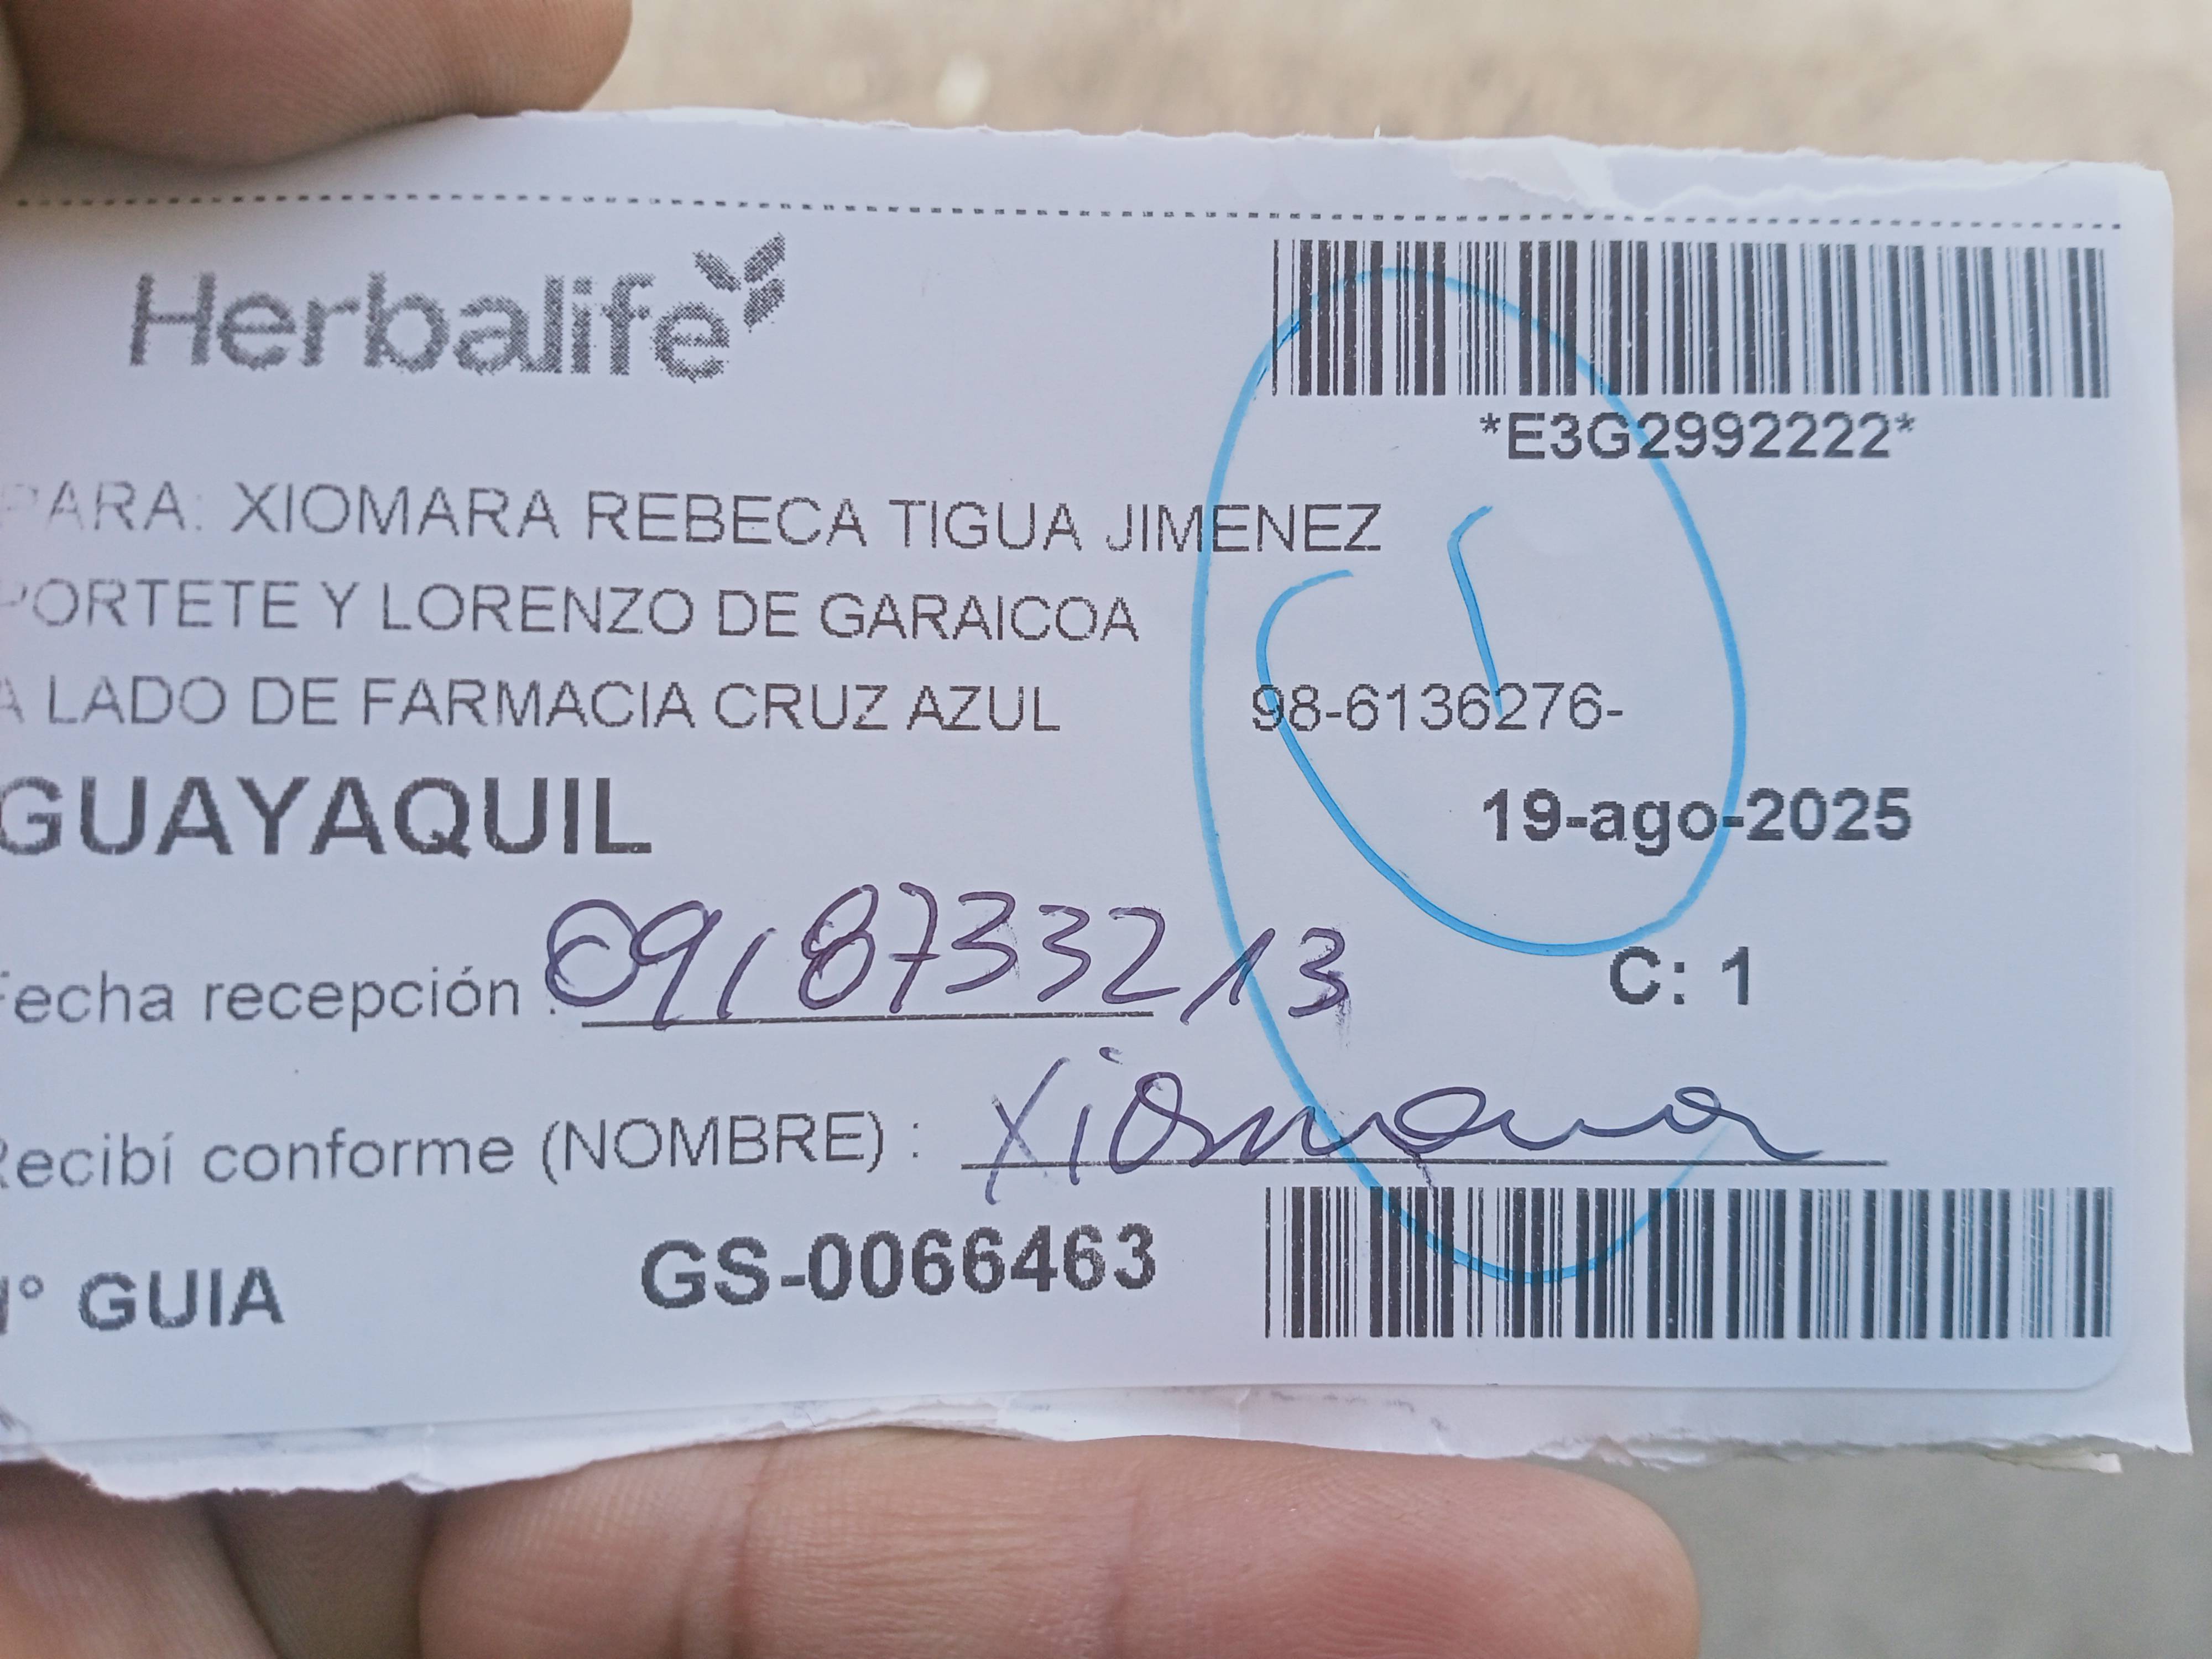 Herbalife
*E3G2992222*
PARA: XIOMARA REBECA TIGUA JIMENEZ
PORTETE Y LORENZO DE GARAICOA
A LADO DE FARMACIA CRUZ AZUL 98-6136276-
GUAYAQUIL 19-ago-2025
Fecha recepción : 0918733213
C: 1
Recibí conforme (NOMBRE) : Xiomara
N° GUIA GS-0066463